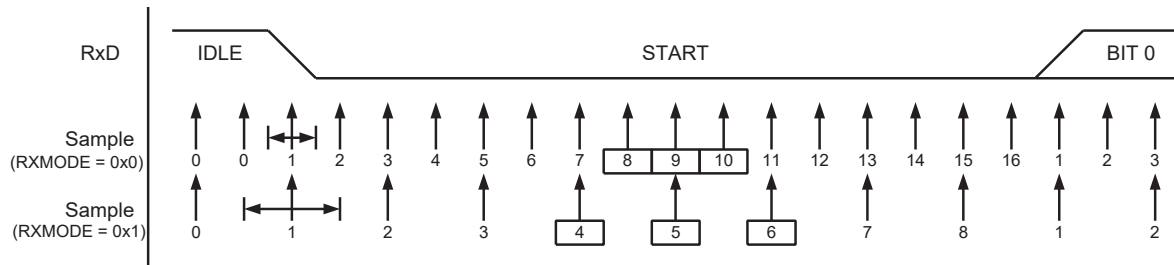 RxD IDLE START BIT 0
Sample
(RXMODE = 0x0) 0 0 1 2 3 4 5 6 7 8 9 10 11 12 13 14 15 16 1 2 3
Sample
(RXMODE = 0x1) 0 1 2 3 4 5 6 7 8 1 2